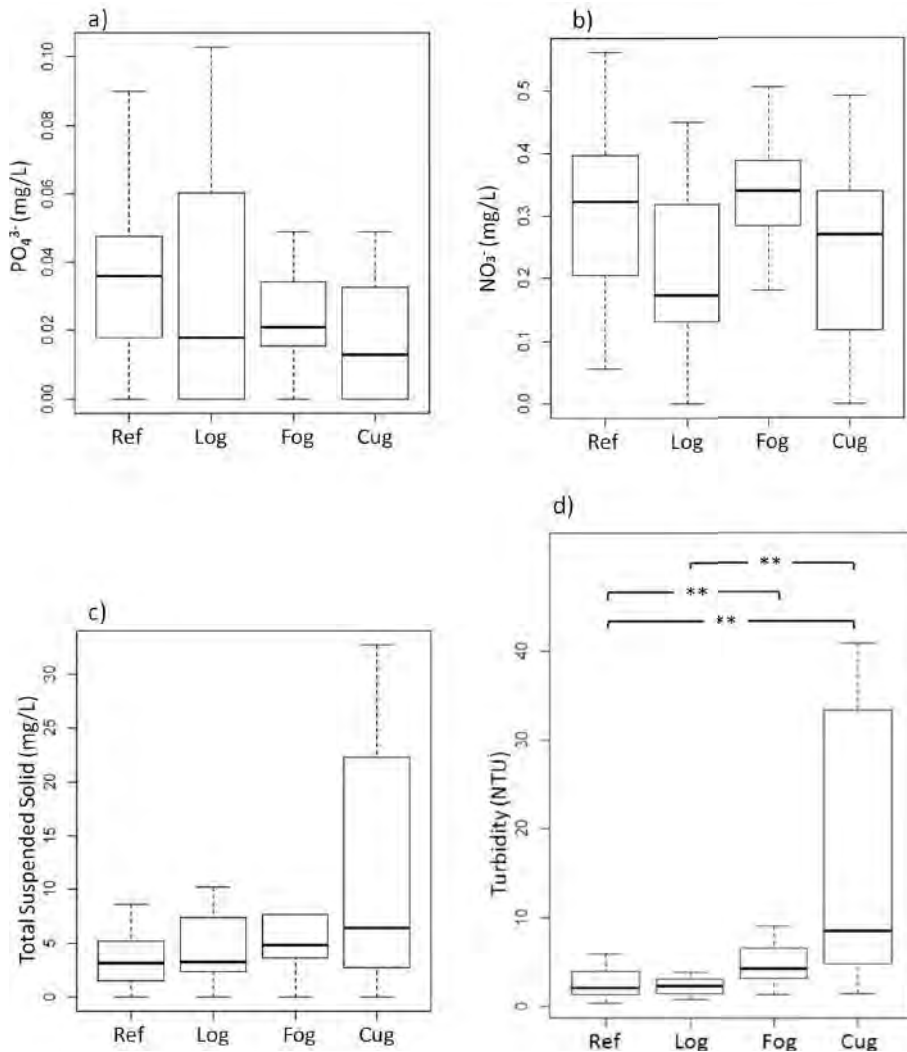 a)
PO₄³⁻ (mg/L)
0.00 0.02 0.04 0.06 0.08 0.10
Ref Log Fog Cug
b)
NO₃⁻ (mg/L)
0.0 0.1 0.2 0.3 0.4 0.5
Ref Log Fog Cug
c)
Total Suspended Solid (mg/L)
0 5 10 15 20 25 30
Ref Log Fog Cug
d)
**
**
**
Turbidity (NTU)
0 10 20 30 40
Ref Log Fog Cug